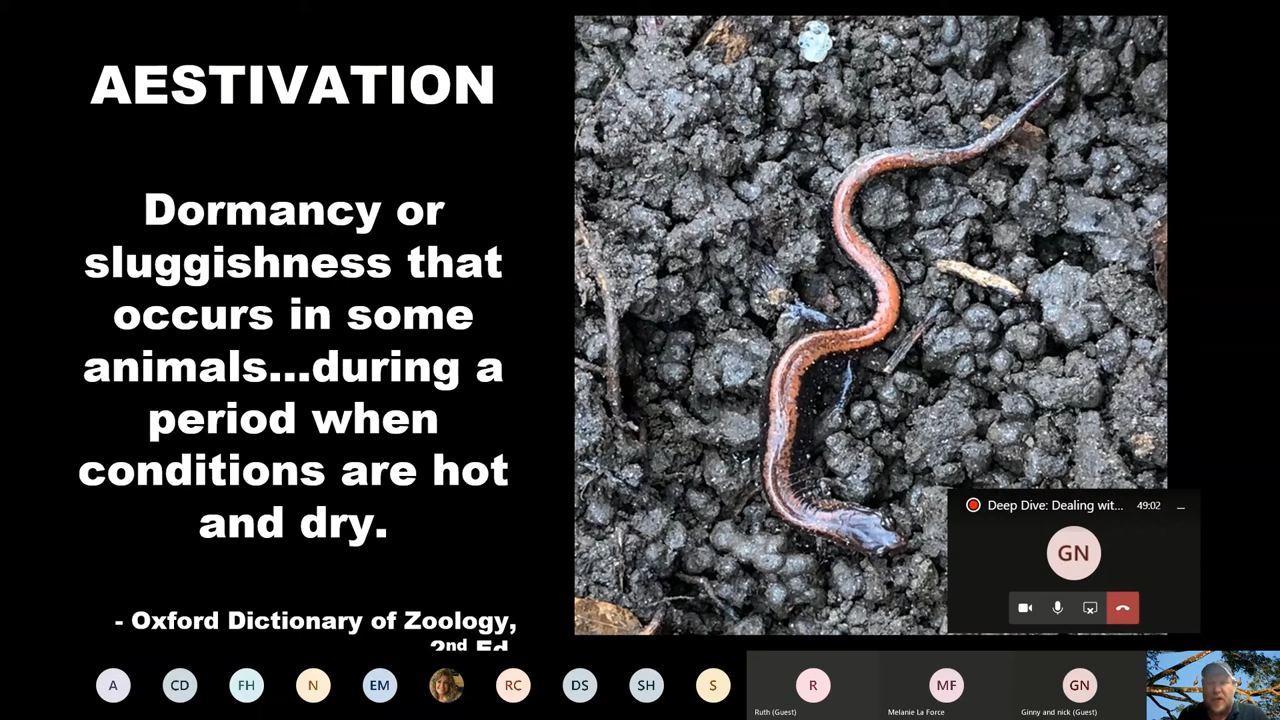 AESTIVATION
Dormancy or
sluggishness that
occurs in some
animals...during a
period when
conditions are hot
and dry.
- Oxford Dictionary of Zoology,
2nd Ed.
Deep Dive: Dealing wit... 49:02
GN
A CD FH N EM RC DS SH S R MF GN
Ruth (Guest) Melanie La Force Ginny and nick (Guest)